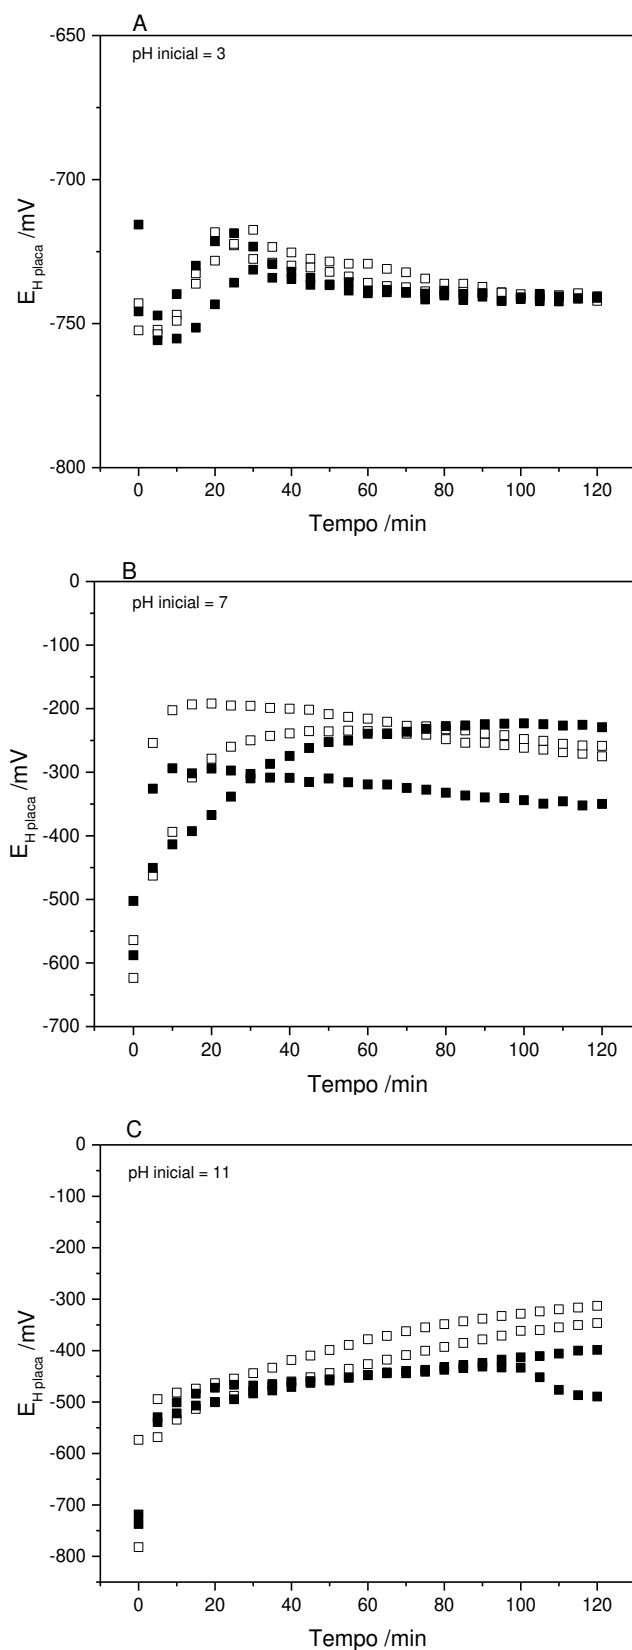 A
-650
pH inicial = 3
-700
E H placa /mV
-750
-800
0 20 40 60 80 100 120
Tempo /min
B
0
pH inicial = 7
-100
-200
-300
E H placa /mV
-400
-500
-600
-700
0 20 40 60 80 100 120
Tempo /min
C
0
pH inicial = 11
-100
-200
-300
-400
E H placa /mV
-500
-600
-700
-800
0 20 40 60 80 100 120
Tempo /min